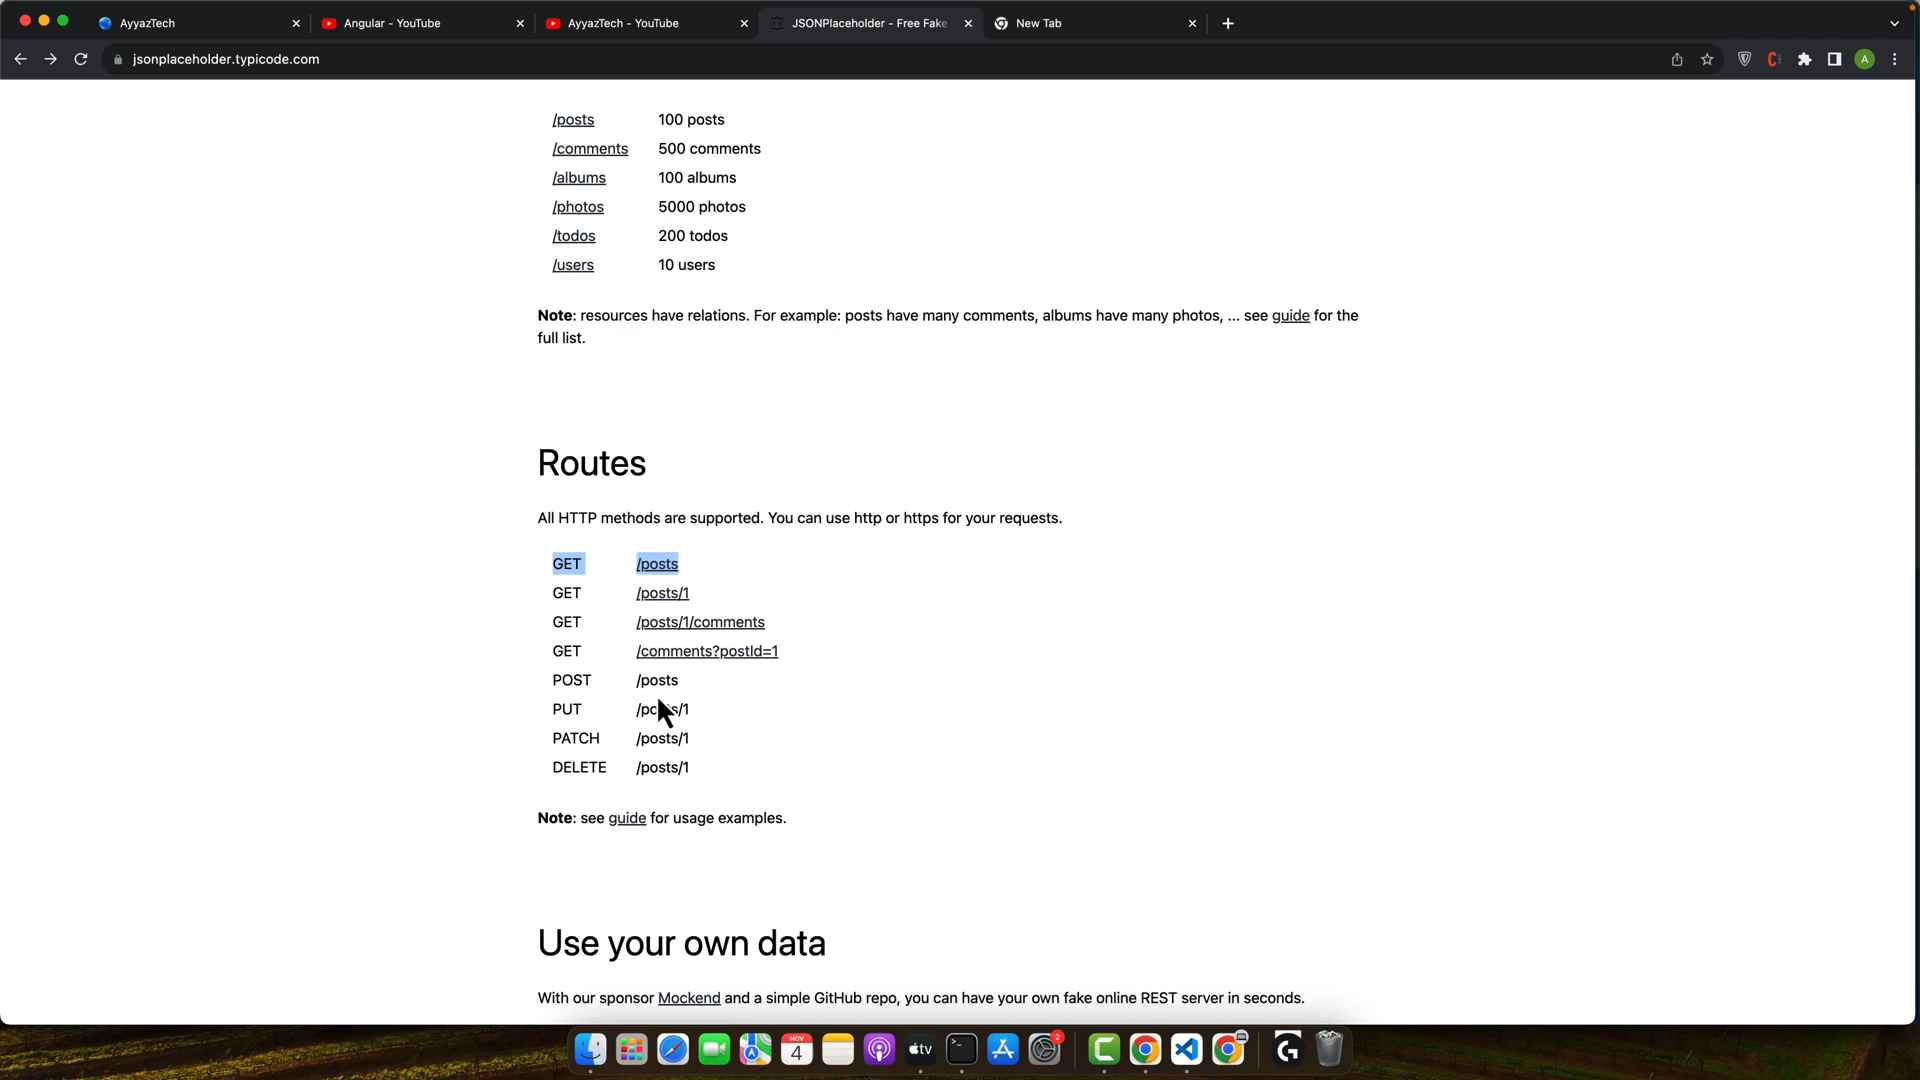 AyyazTech
Angular - YouTube
AyyazTech - YouTube
JSONPlaceholder - Free Fake
New Tab
jsonplaceholder.typicode.com
A
/posts 100 posts
/comments 500 comments
/albums 100 albums
/photos 5000 photos
/todos 200 todos
/users 10 users
Note: resources have relations. For example: posts have many comments, albums have many photos, ... see guide for the
full list.
Routes
All HTTP methods are supported. You can use http or https for your requests.
GET /posts
GET /posts/1
GET /posts/1/comments
GET /comments?postId=1
POST /posts
PUT /posts/1
PATCH /posts/1
DELETE /posts/1
Note: see guide for usage examples.
Use your own data
With our sponsor Mockend and a simple GitHub repo, you can have your own fake online REST server in seconds.
NOV
4
tv
2